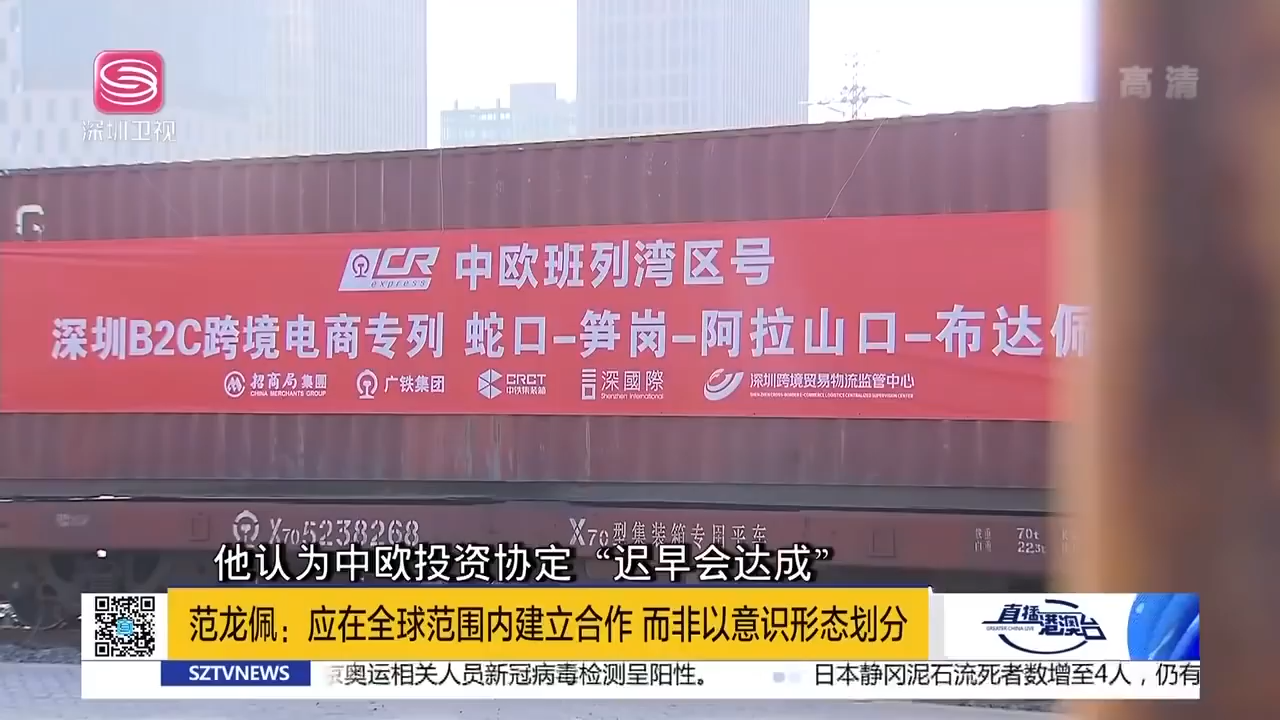 深圳卫视
高清
CR express 中欧班列湾区号
深圳B2C跨境电商专列 蛇口-笋岗-阿拉山口-布达佩
招商局集團 CHINA MERCHANTS GROUP
广铁集团
CRCT 中铁集装箱
深國際 Shenzhen International
深圳跨境贸易物流监管中心
X70 5238268
X70型集装箱专用平车
70t
他认为中欧投资协定“迟早会达成”
范龙佩：应在全球范围内建立合作 而非以意识形态划分
直播港澳台
GREATER CHINA LIVE
SZTVNEWS
京奥运相关人员新冠病毒检测呈阳性。 日本静冈泥石流死者数增至4人，仍有